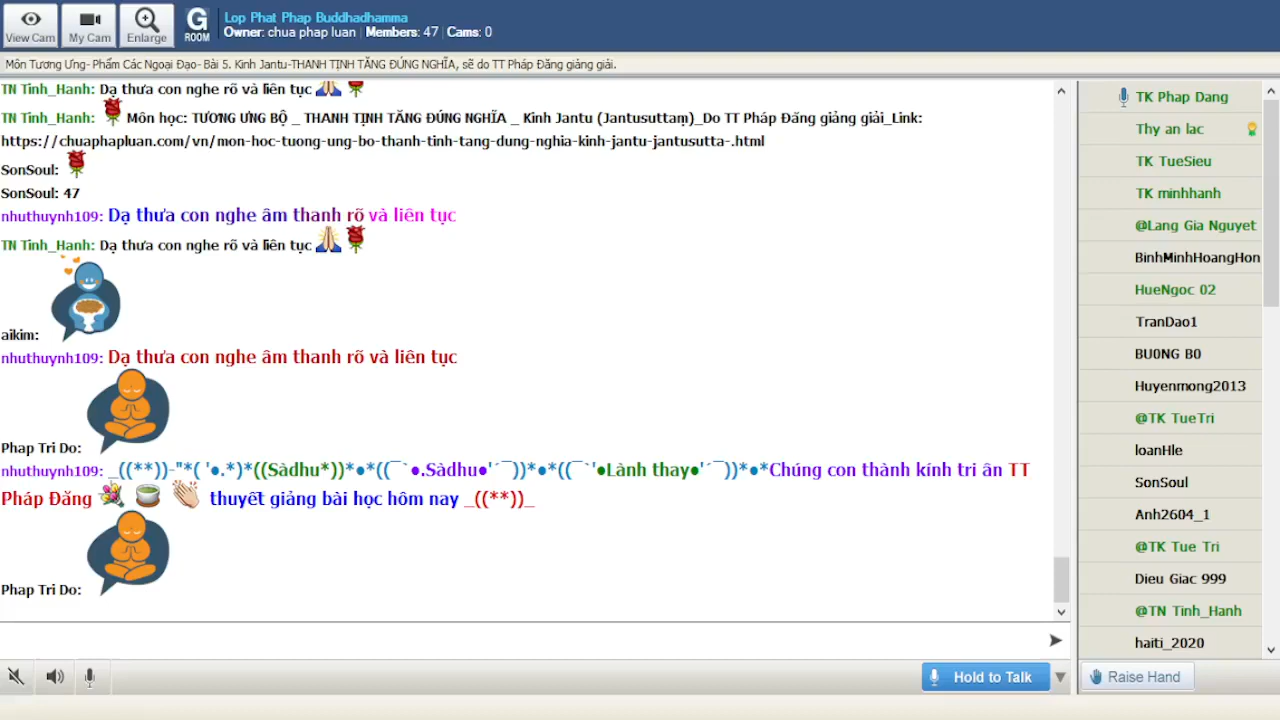 View Cam
My Cam
Enlarge
G
ROOM
Lop Phat Phap Buddhadhamma
Owner: chua phap luan | Members: 47 | Cams: 0
Môn Tương Ưng- Phẩm Các Ngoại Đạo- Bài 5. Kinh Jantu-THANH TỊNH TĂNG ĐÚNG NGHĨA, sẽ do TT Pháp Đăng giảng giải.
TN Tinh_Hanh: Dạ thưa con nghe rõ và liên tục
TN Tinh_Hanh: Môn học: TƯƠNG ƯNG BỘ _ THANH TỊNH TĂNG ĐÚNG NGHĨA _ Kinh Jantu (Jantusuttaṃ)_Do TT Pháp Đăng giảng giải_Link:
https://chuaphapluan.com/vn/mon-hoc-tuong-ung-bo-thanh-tinh-tang-dung-nghia-kinh-jantu-jantusutta-.html
SonSoul:
SonSoul: 47
nhuthuynh109: Dạ thưa con nghe âm thanh rõ và liên tục
TN Tinh_Hanh: Dạ thưa con nghe rõ và liên tục
aikim:
nhuthuynh109: Dạ thưa con nghe âm thanh rõ và liên tục
Phap Tri Do:
nhuthuynh109: _((**))-"*( '●.*)*((Sàdhu*))*●*((¯`●.Sàdhu●'´¯))*●*((¯`'●Lành thay●'´¯))*●*Chúng con thành kính tri ân TT
Pháp Đăng thuyết giảng bài học hôm nay _((**))_
Phap Tri Do:
Hold to Talk
TK Phap Dang
Thy an lac
TK TueSieu
TK minhhanh
@Lang Gia Nguyet
BinhMinhHoangHon
HueNgoc 02
TranDao1
BU0NG B0
Huyenmong2013
@TK TueTri
loanHle
SonSoul
Anh2604_1
@TK Tue Tri
Dieu Giac 999
@TN Tinh_Hanh
haiti_2020
Raise Hand